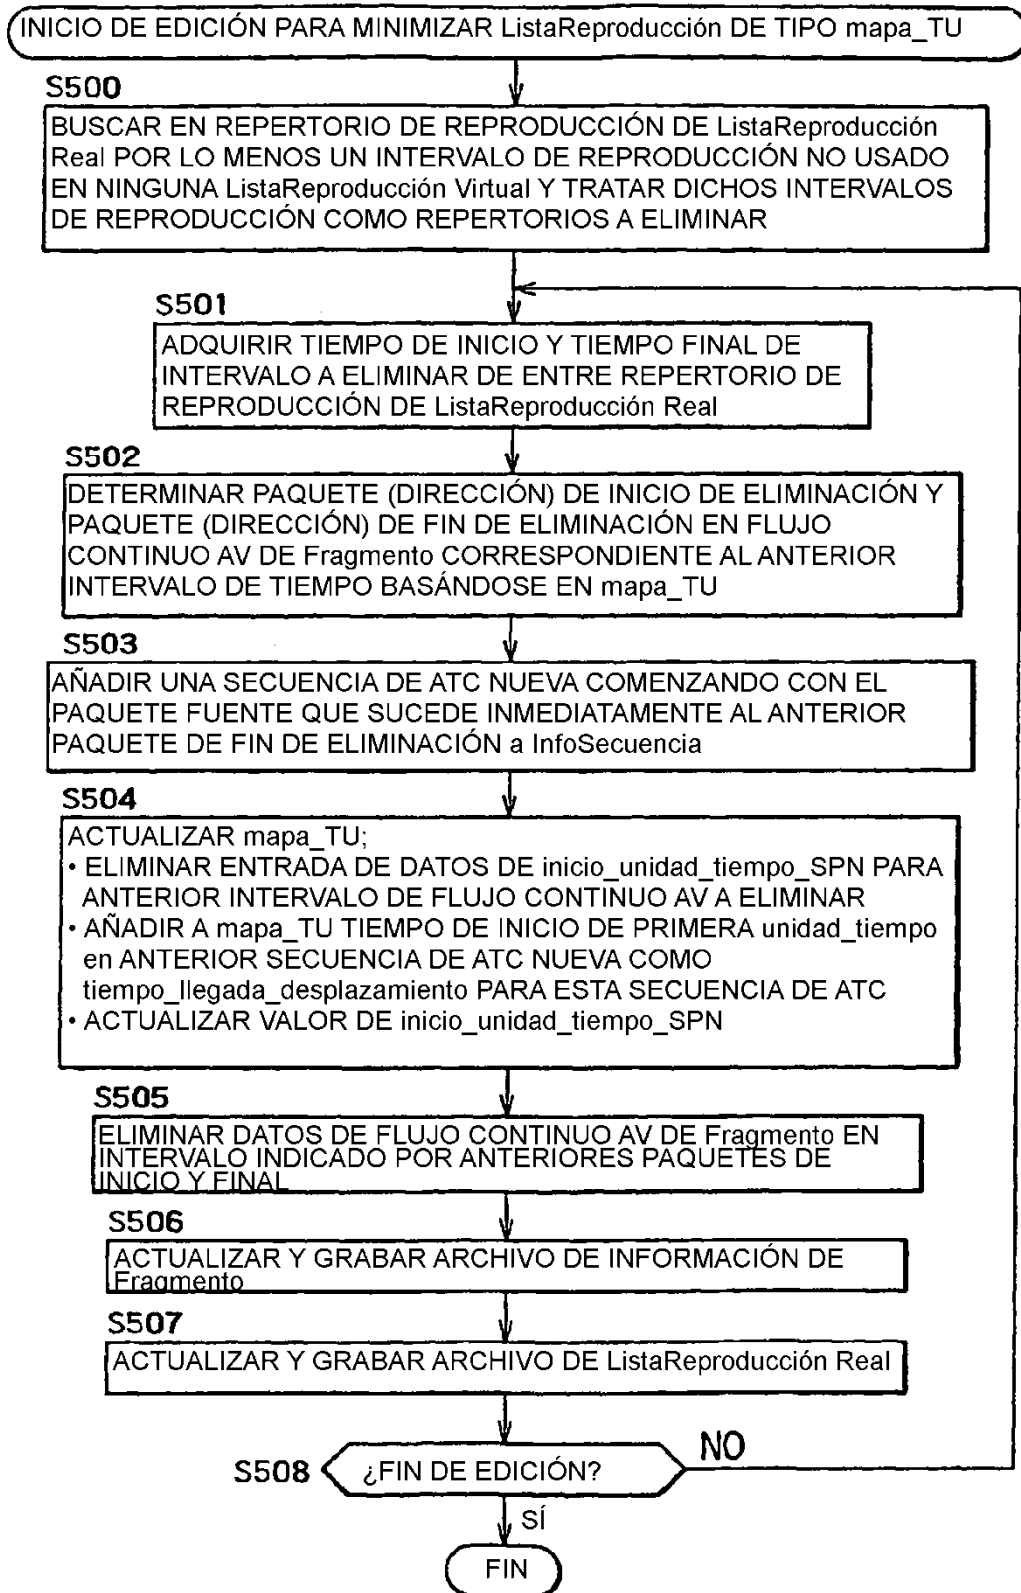 INICIO DE EDICIÓN PARA MINIMIZAR ListaReproducción DE TIPO mapa_TU
S500
BUSCAR EN REPERTORIO DE REPRODUCCIÓN DE ListaReproducción
Real POR LO MENOS UN INTERVALO DE REPRODUCCIÓN NO USADO
EN NINGUNA ListaReproducción Virtual Y TRATAR DICHOS INTERVALOS
DE REPRODUCCIÓN COMO REPERTORIOS A ELIMINAR
S501
ADQUIRIR TIEMPO DE INICIO Y TIEMPO FINAL DE
INTERVALO A ELIMINAR DE ENTRE REPERTORIO DE
REPRODUCCIÓN DE ListaReproducción Real
S502
DETERMINAR PAQUETE (DIRECCIÓN) DE INICIO DE ELIMINACIÓN Y
PAQUETE (DIRECCIÓN) DE FIN DE ELIMINACIÓN EN FLUJO
CONTINUO AV DE Fragmento CORRESPONDIENTE AL ANTERIOR
INTERVALO DE TIEMPO BASÁNDOSE EN mapa_TU
S503
AÑADIR UNA SECUENCIA DE ATC NUEVA COMENZANDO CON EL
PAQUETE FUENTE QUE SUCEDE INMEDIATAMENTE AL ANTERIOR
PAQUETE DE FIN DE ELIMINACIÓN a InfoSecuencia
S504
ACTUALIZAR mapa_TU;
• ELIMINAR ENTRADA DE DATOS DE inicio_unidad_tiempo_SPN PARA
ANTERIOR INTERVALO DE FLUJO CONTINUO AV A ELIMINAR
• AÑADIR A mapa_TU TIEMPO DE INICIO DE PRIMERA unidad_tiempo
en ANTERIOR SECUENCIA DE ATC NUEVA COMO
tiempo_llegada_desplazamiento PARA ESTA SECUENCIA DE ATC
• ACTUALIZAR VALOR DE inicio_unidad_tiempo_SPN
S505
ELIMINAR DATOS DE FLUJO CONTINUO AV DE Fragmento EN
INTERVALO INDICADO POR ANTERIORES PAQUETES DE
INICIO Y FINAL
S506
ACTUALIZAR Y GRABAR ARCHIVO DE INFORMACIÓN DE
Fragmento
S507
ACTUALIZAR Y GRABAR ARCHIVO DE ListaReproducción Real
S508 ¿FIN DE EDICIÓN? NO
SÍ
FIN